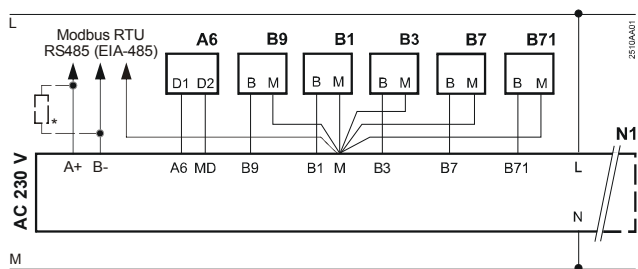 L
Modbus RTU
RS485 (EIA-485)
A6 B9 B1 B3 B7 B71
D1 D2 B M B M B M B M B M
2510AA01
*
N1
A+ B- A6 MD B9 B1 M B3 B7 B71 L
AC 230 V
N
M